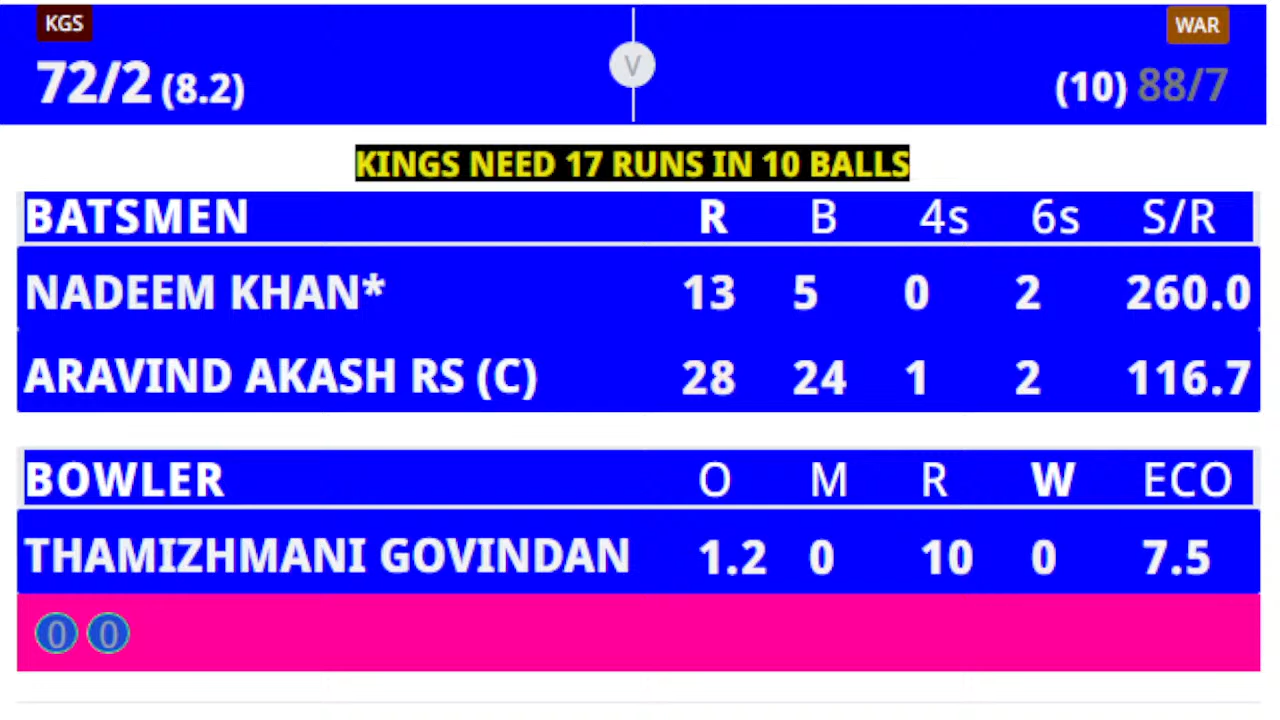 KGS WAR
72/2 (8.2) V (10) 88/7
KINGS NEED 17 RUNS IN 10 BALLS
BATSMEN R B 4s 6s S/R
NADEEM KHAN* 13 5 0 2 260.0
ARAVIND AKASH RS (C) 28 24 1 2 116.7
BOWLER O M R W ECO
THAMIZHMANI GOVINDAN 1.2 0 10 0 7.5
0 0